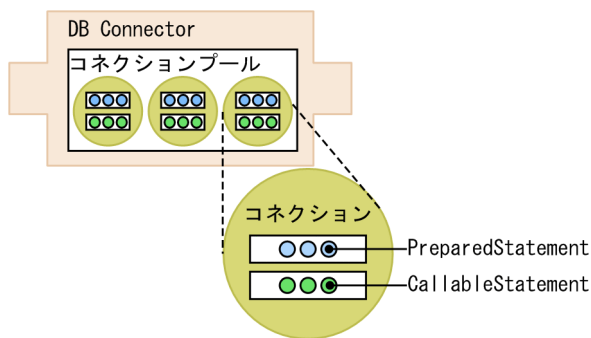 DB Connector
コネクションプール
コネクション
PreparedStatement
CallableStatement